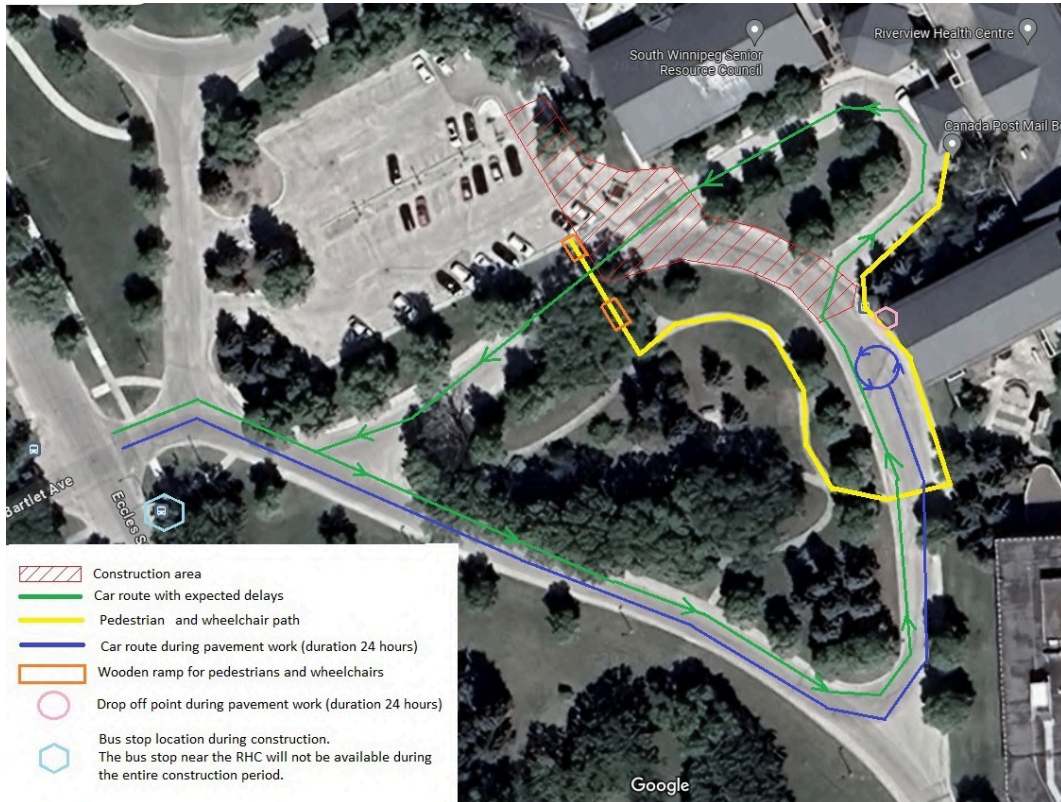 South Winnipeg Senior
Resource Council
Riverview Health Centre
Canada Post Mail Bo
Bartlet Ave
Eccles S
Construction area
Car route with expected delays
Pedestrian and wheelchair path
Car route during pavement work (duration 24 hours)
Wooden ramp for pedestrians and wheelchairs
Drop off point during pavement work (duration 24 hours)
Bus stop location during construction.
The bus stop near the RHC will not be available during
the entire construction period.
Google